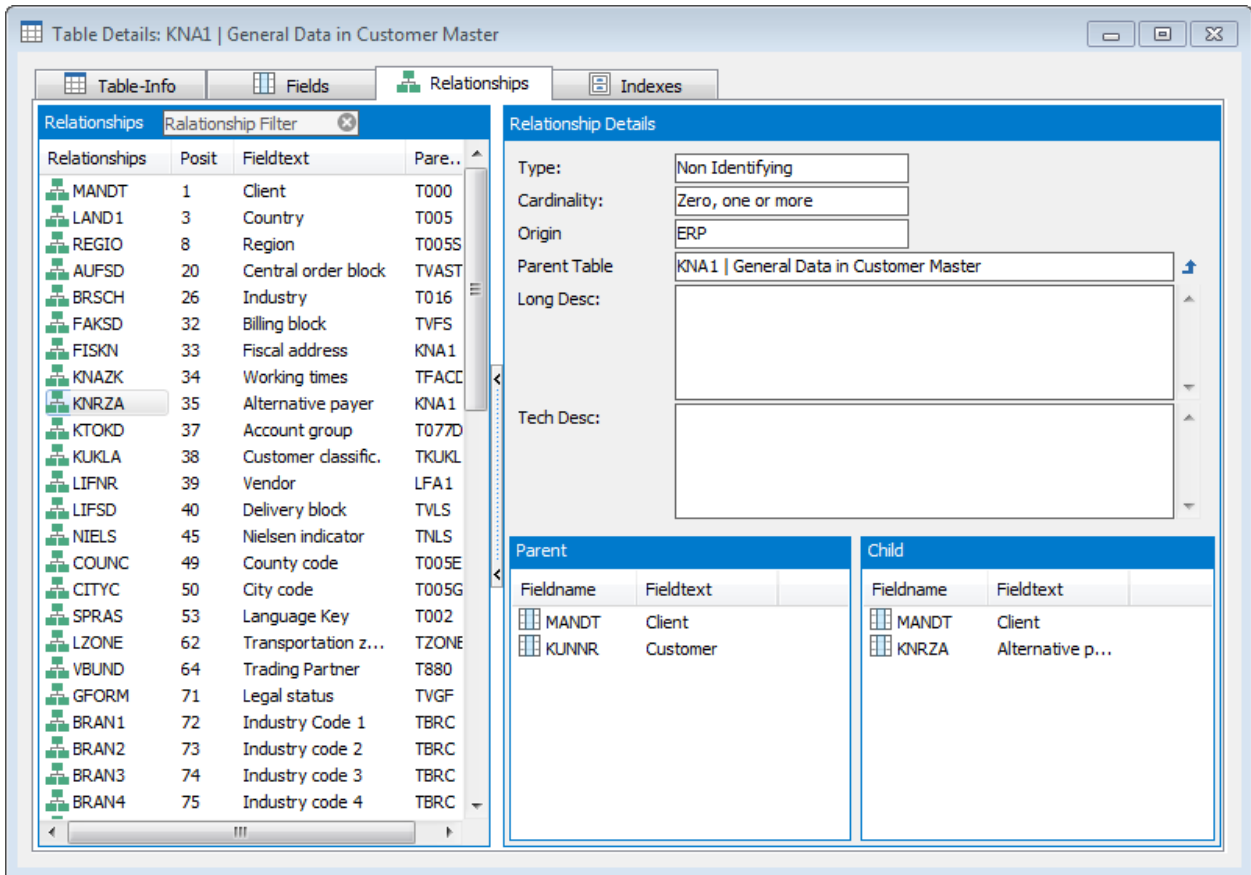 Table Details: KNA1 | General Data in Customer Master
Table-Info Fields Relationships Indexes
Relationships Ralationship Filter
Relationships Posit Fieldtext Pare..
MANDT 1 Client T000
LAND1 3 Country T005
REGIO 8 Region T005S
AUFSD 20 Central order block TVAST
BRSCH 26 Industry T016
FAKSD 32 Billing block TVFS
FISKN 33 Fiscal address KNA1
KNAZK 34 Working times TFACD
KNRZA 35 Alternative payer KNA1
KTOKD 37 Account group T077D
KUKLA 38 Customer classific. TKUKL
LIFNR 39 Vendor LFA1
LIFSD 40 Delivery block TVLS
NIELS 45 Nielsen indicator TNLS
COUNC 49 County code T005E
CITYC 50 City code T005G
SPRAS 53 Language Key T002
LZONE 62 Transportation z... TZONE
VBUND 64 Trading Partner T880
GFORM 71 Legal status TVGF
BRAN1 72 Industry Code 1 TBRC
BRAN2 73 Industry code 2 TBRC
BRAN3 74 Industry code 3 TBRC
BRAN4 75 Industry code 4 TBRC
Relationship Details
Type: Non Identifying
Cardinality: Zero, one or more
Origin ERP
Parent Table KNA1 | General Data in Customer Master
Long Desc:
Tech Desc:
Parent
Fieldname Fieldtext
MANDT Client
KUNNR Customer
Child
Fieldname Fieldtext
MANDT Client
KNRZA Alternative p...